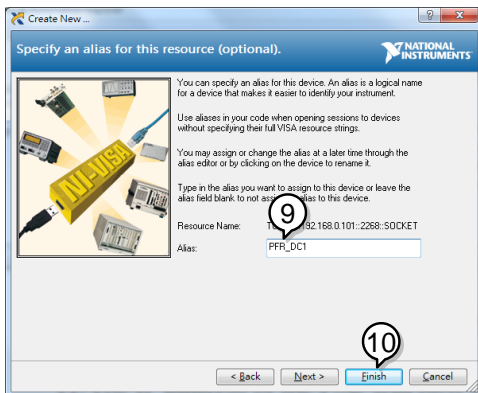 Create New ...
Specify an alias for this resource (optional).
NATIONAL
INSTRUMENTS
You can specify an alias for this device. An alias is a logical name
for a device that makes it easier to identify your instrument.
Use aliases in your code when opening sessions to devices
without specifying their full VISA resource strings.
You may assign or change the alias at a later time through the
alias editor or by clicking on the device to rename it.
Type in the alias you want to assign to this device or leave the
alias field blank to not alias to this device.
NI-VISA
9
Resource Name: 192.168.0.101::2268::SOCKET
Alias: PFR_DC1
10
< Back Next > Finish Cancel